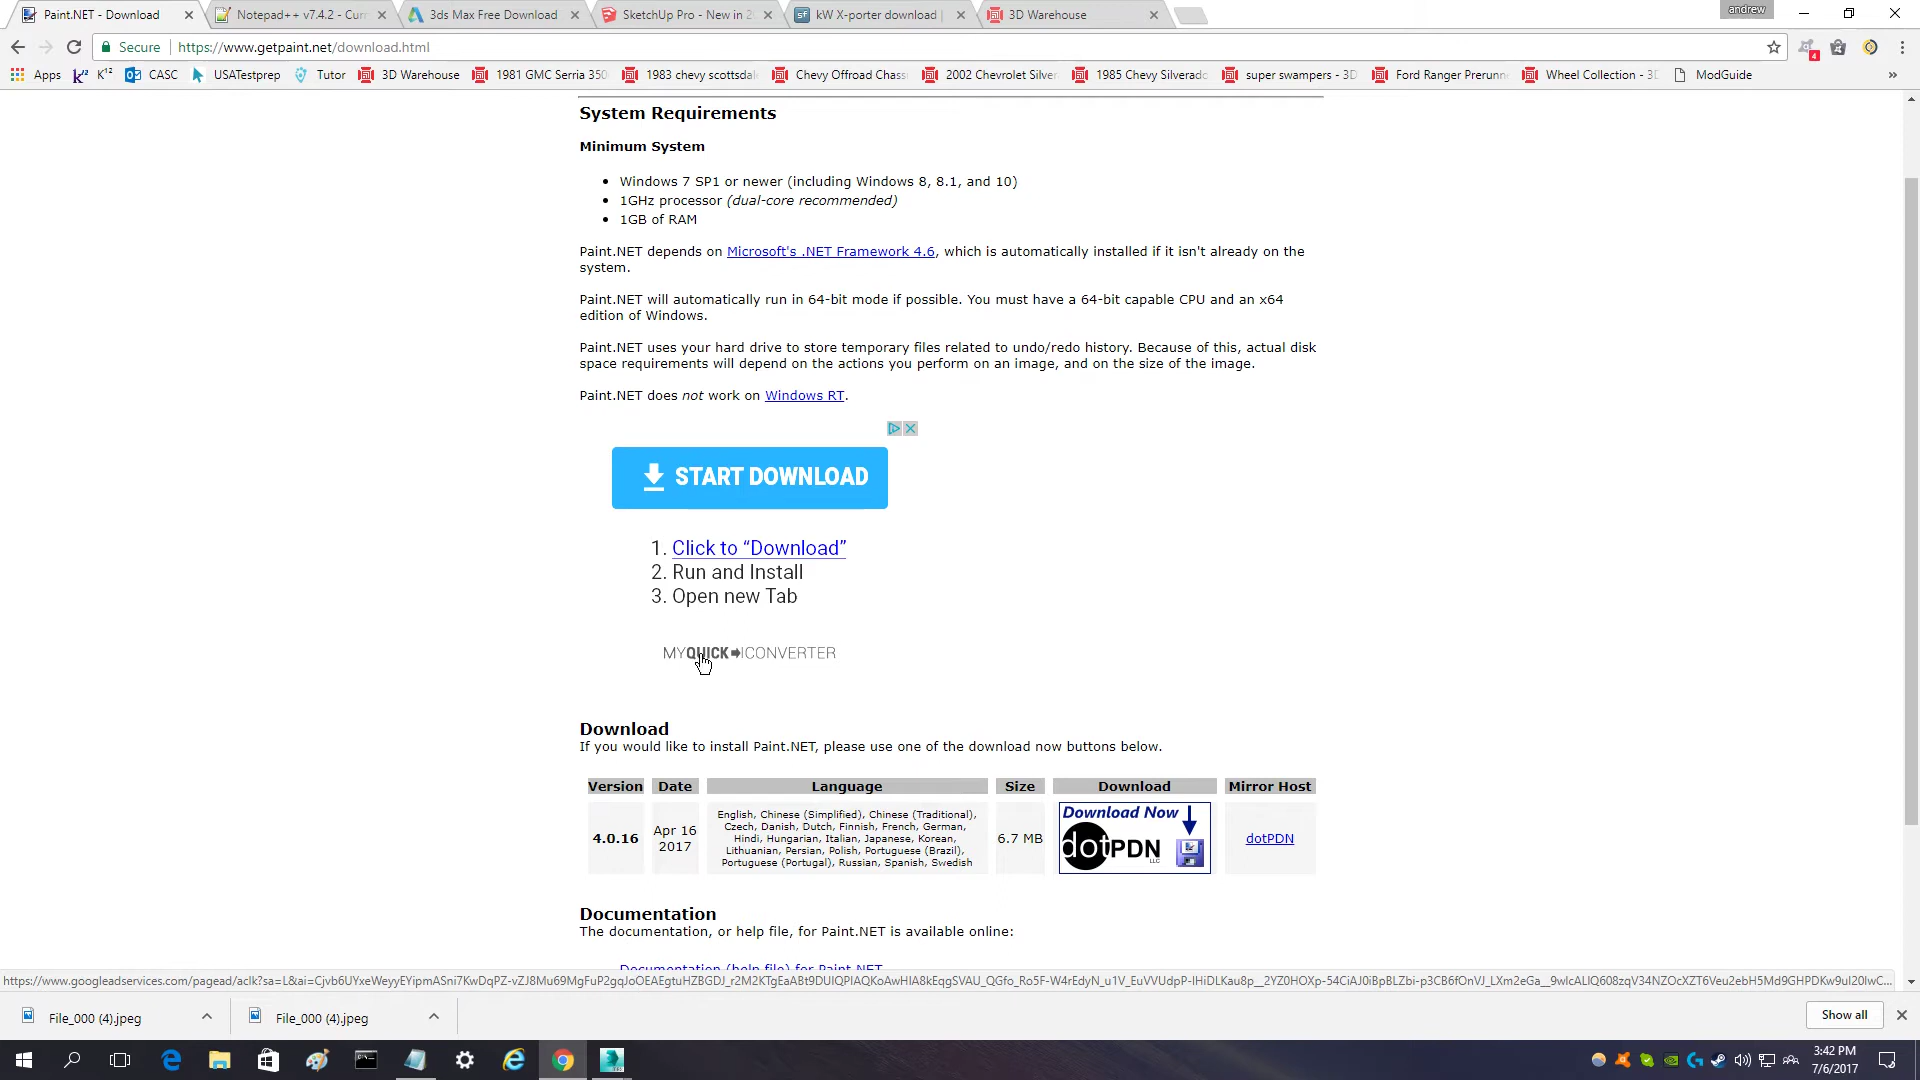 Paint.NET - Download
Notepad++ v7.4.2 - Curr
3ds Max Free Download
SketchUp Pro - New in 2
kW X-porter download |
3D Warehouse
andrew
Secure
https://www.getpaint.net/download.html
Apps
K¹²
CASC
USATestprep
Tutor
3D Warehouse
1981 GMC Serria 350
1983 chevy scottsdal
Chevy Offroad Chass
2002 Chevrolet Silver
1985 Chevy Silverado
super swampers - 3D
Ford Ranger Prerunn
Wheel Collection - 3D
ModGuide
»
System Requirements
Minimum System
• Windows 7 SP1 or newer (including Windows 8, 8.1, and 10)
• 1GHz processor (dual-core recommended)
• 1GB of RAM
Paint.NET depends on Microsoft's .NET Framework 4.6, which is automatically installed if it isn't already on the
system.
Paint.NET will automatically run in 64-bit mode if possible. You must have a 64-bit capable CPU and an x64
edition of Windows.
Paint.NET uses your hard drive to store temporary files related to undo/redo history. Because of this, actual disk
space requirements will depend on the actions you perform on an image, and on the size of the image.
Paint.NET does not work on Windows RT.
START DOWNLOAD
1. Click to “Download”
2. Run and Install
3. Open new Tab
MYQUICK➡ICONVERTER
Download
If you would like to install Paint.NET, please use one of the download now buttons below.
Version Date Language Size Download Mirror Host
4.0.16
Apr 16
2017
English, Chinese (Simplified), Chinese (Traditional),
Czech, Danish, Dutch, Finnish, French, German,
Hindi, Hungarian, Italian, Japanese, Korean,
Lithuanian, Persian, Polish, Portuguese (Brazil),
Portuguese (Portugal), Russian, Spanish, Swedish
6.7 MB
Download Now
dotPDN
LLC
dotPDN
Documentation
The documentation, or help file, for Paint.NET is available online:
Documentation (help file) for Paint.NET
File_000 (4).jpeg
File_000 (4).jpeg
Show all
3:42 PM
7/6/2017